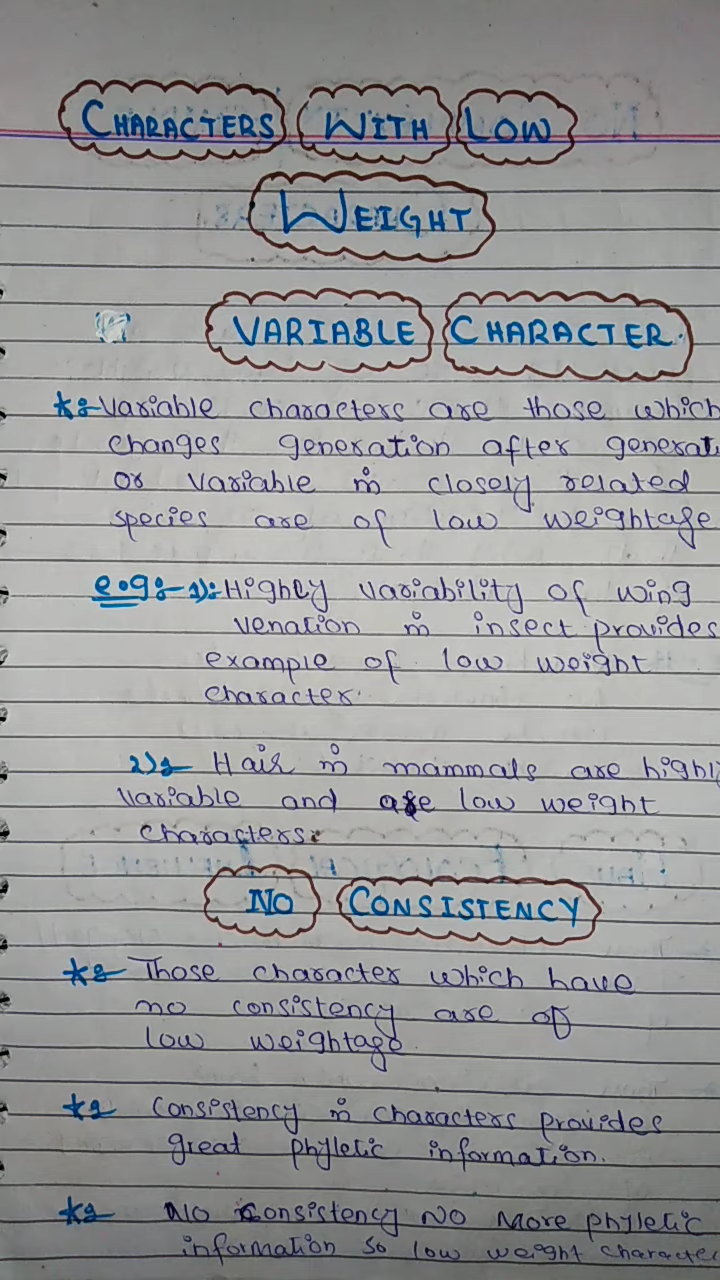 CHARACTERS WITH LOW
WEIGHT
VARIABLE CHARACTER.
*:- Variable characters are those which
changes generation after generati
or variable in closely related
species are of low weightage
e.g:- 1):- Highly variability of wing
venation in insect provides
example of low weight
character.
2):- Hair in mammals are highl
variable and are low weight
characters:
NO CONSISTENCY
*:- Those character which have
no consistency are of
low weightage.
*:- Consistency in characters provides
great phyletic information.
*:- No consistency No More phyletic
information so low weight character